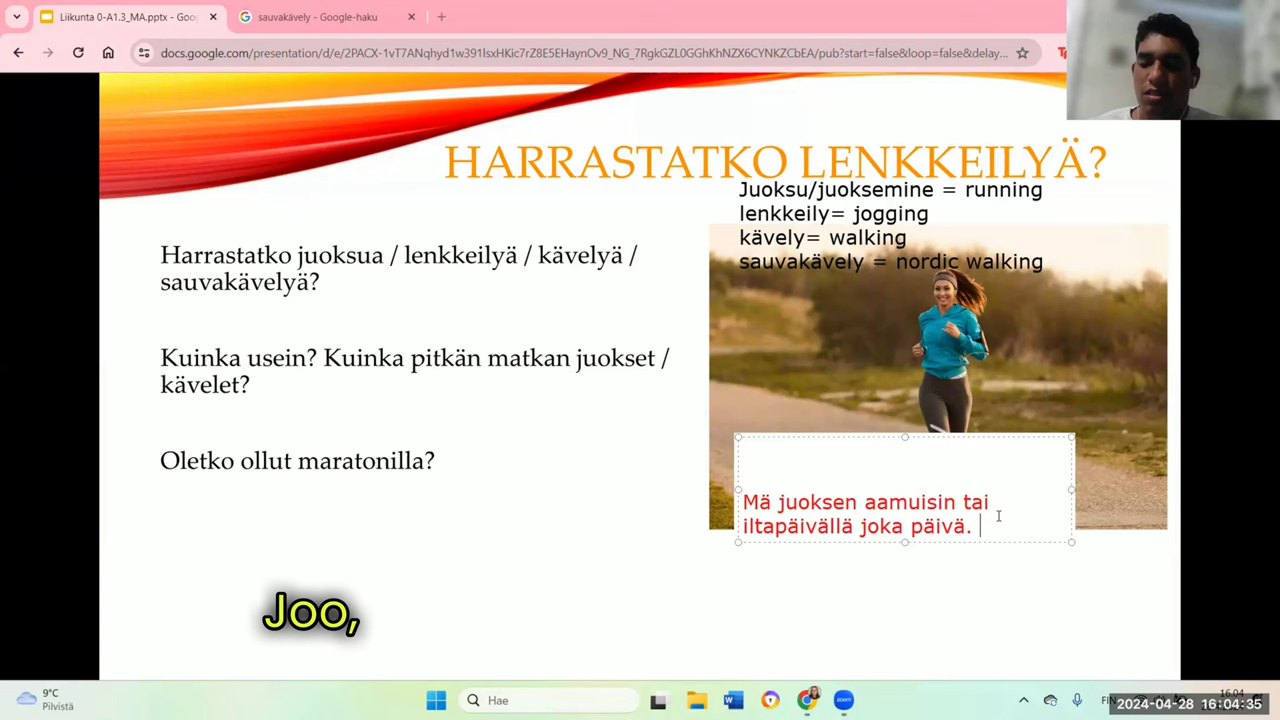 Liikunta 0-A1.3_MA.pptx - Goo
sauvakävely - Google-haku
docs.google.com/presentation/d/e/2PACX-1vT7ANqhyd1w391lsxHKic7rZ8E5EHaynOv9_NG_7RgkGZL0GGhKhNZX6CYNKZCbEA/pub?start=false&loop=false&delay...
HARRASTATKO LENKKEILYÄ?
Juoksu/juoksemine = running
lenkkeily= jogging
kävely= walking
sauvakävely = nordic walking
Harrastatko juoksua / lenkkeilyä / kävelyä /
sauvakävelyä?
Kuinka usein? Kuinka pitkän matkan juokset /
kävelet?
Oletko ollut maratonilla?
Mä juoksen aamuisin tai
iltapäivällä joka päivä.
Joo,
9°C
Pilvistä
Hae
FIN
16.04
2024-04-28 16:04:35